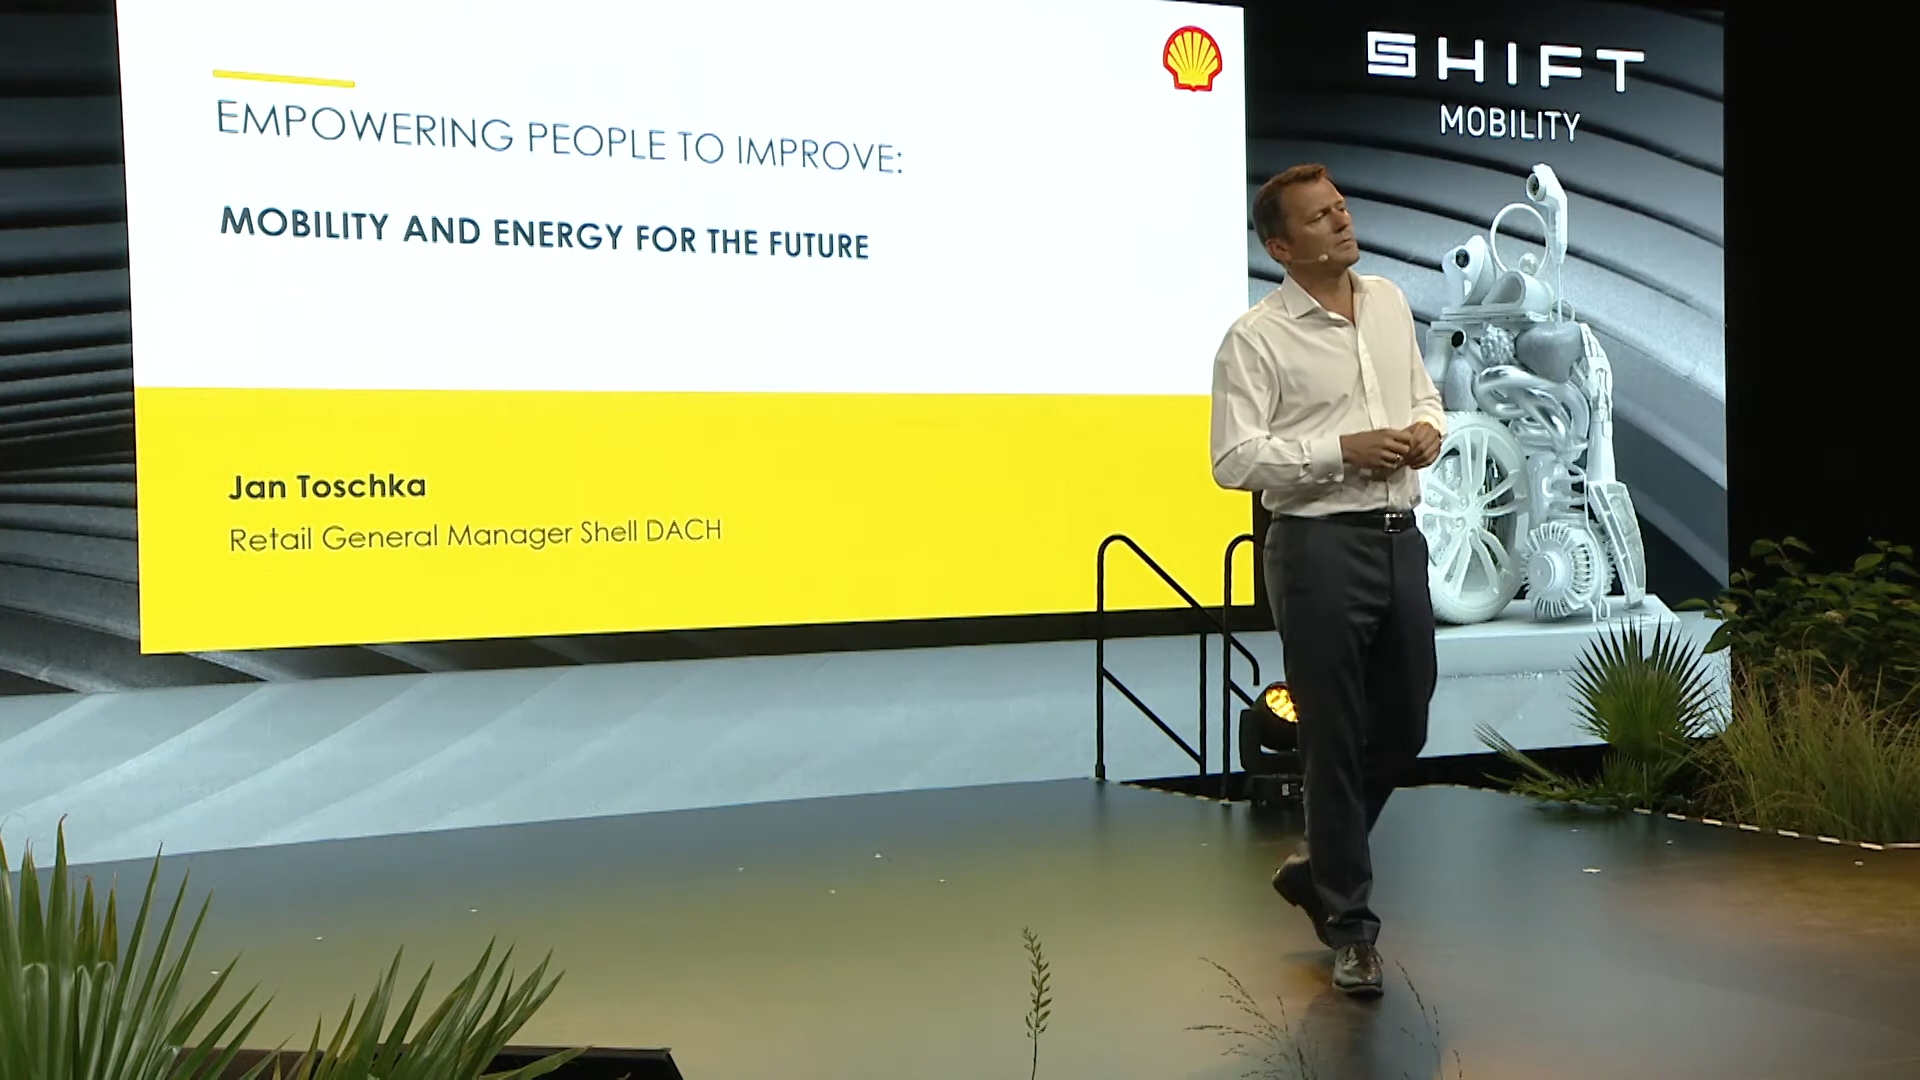 EMPOWERING PEOPLE TO IMPROVE:
MOBILITY AND ENERGY FOR THE FUTURE
Jan Toschka
Retail General Manager Shell DACH
SHIFT
MOBILITY